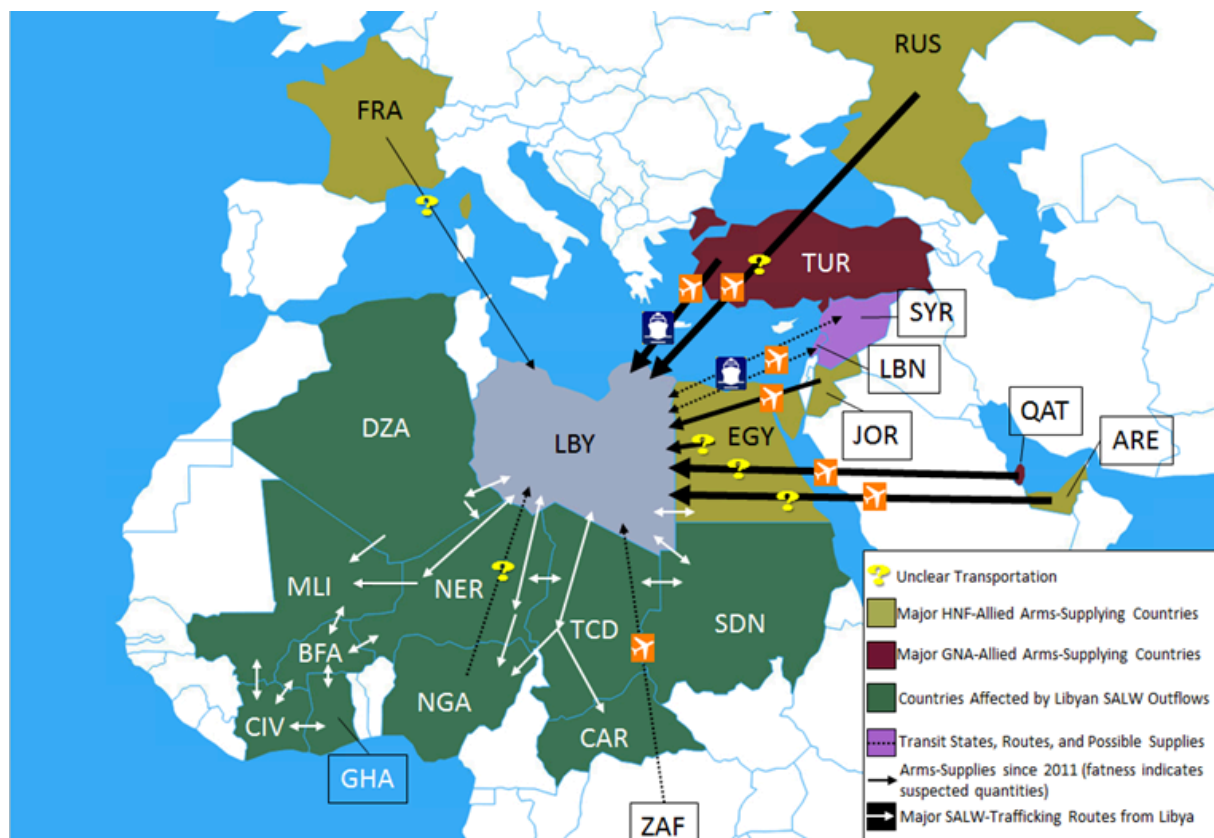 RUS
FRA
TUR
SYR
LBN
QAT
ARE
JOR
DZA
LBY
EGY
MLI
NER
TCD
SDN
BFA
NGA
CIV
CAR
GHA
ZAF
Unclear Transportation
Major HNF-Allied Arms-Supplying Countries
Major GNA-Allied Arms-Supplying Countries
Countries Affected by Libyan SALW Outflows
Transit States, Routes, and Possible Supplies
Arms-Supplies since 2011 (fatness indicates
suspected quantities)
Major SALW-Trafficking Routes from Libya